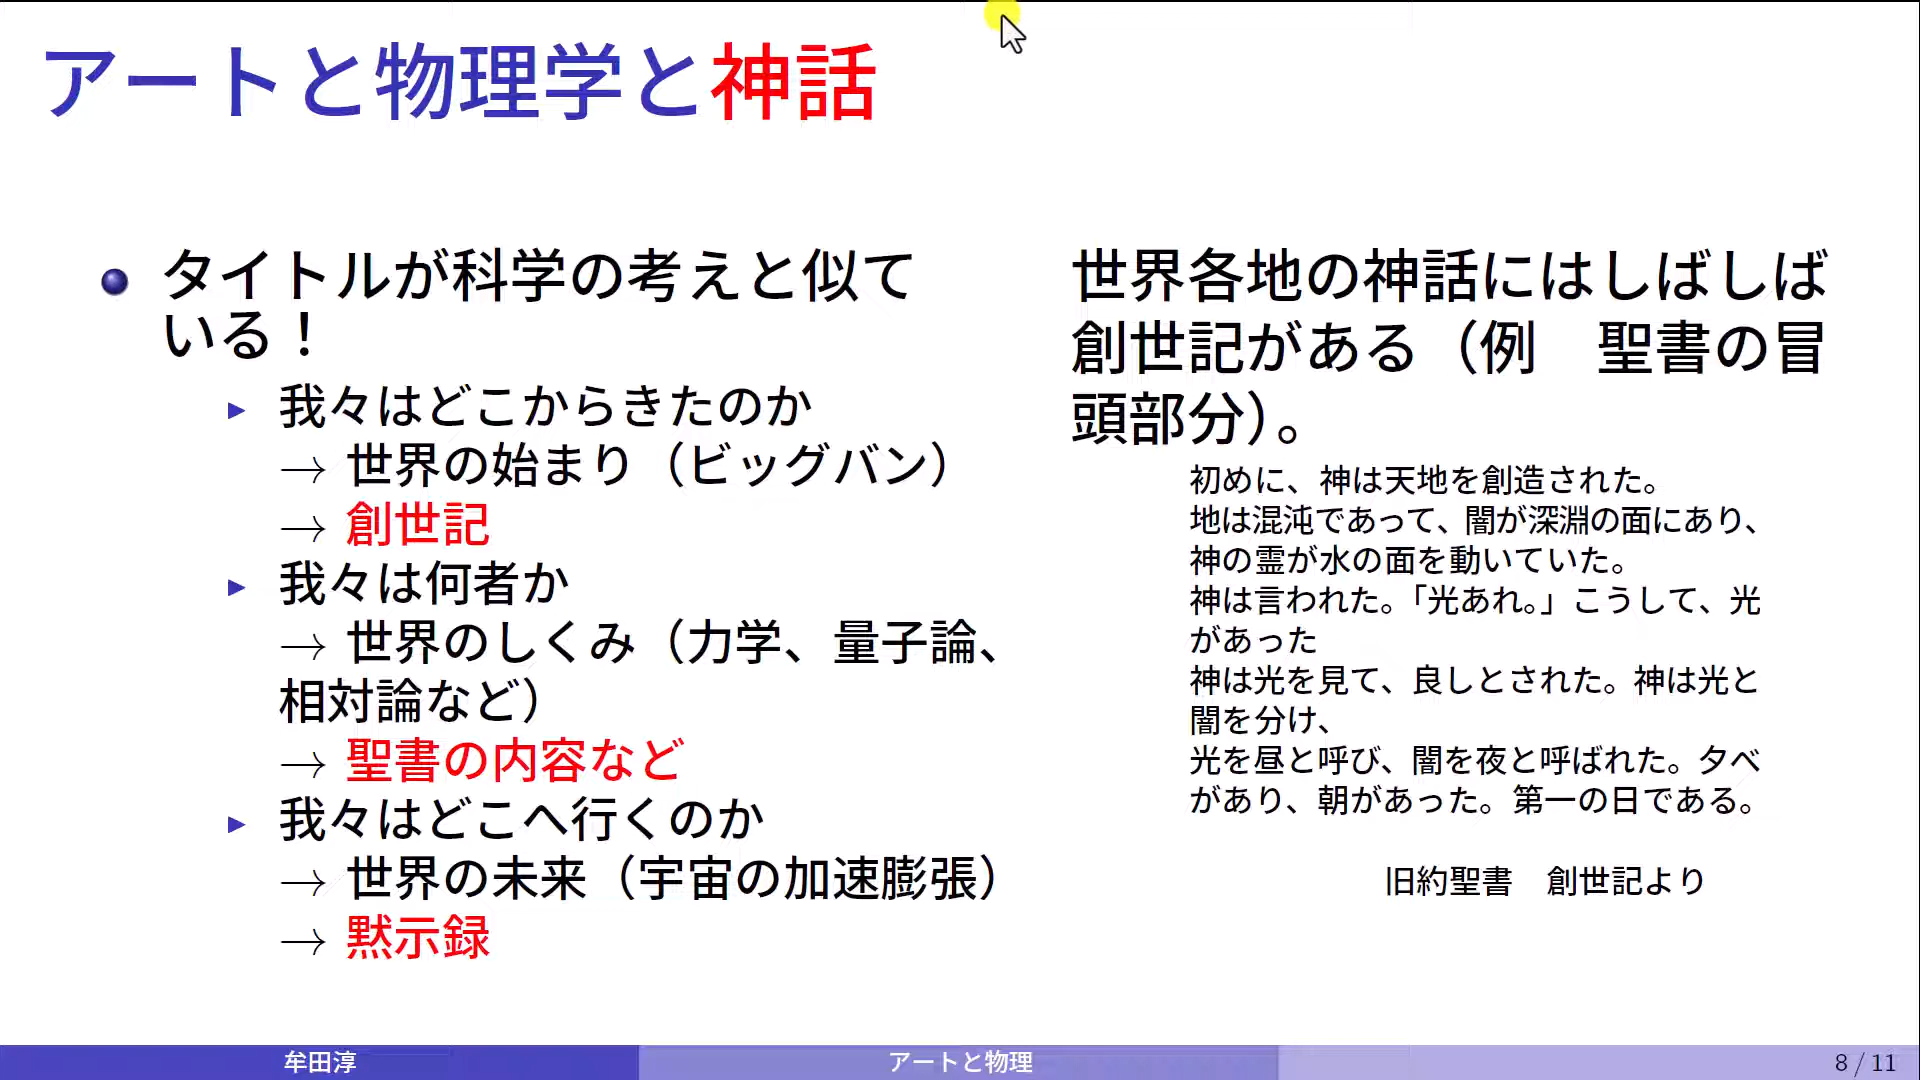 アートと物理学と神話
タイトルが科学の考えと似て
いる！
我々はどこからきたのか
→ 世界の始まり（ビッグバン）
→ 創世記
我々は何者か
→ 世界のしくみ（力学、量子論、
相対論など）
→ 聖書の内容など
我々はどこへ行くのか
→ 世界の未来（宇宙の加速膨張）
→ 黙示録
世界各地の神話にはしばしば
創世記がある（例　聖書の冒
頭部分）。
初めに、神は天地を創造された。
地は混沌であって、闇が深淵の面にあり、
神の霊が水の面を動いていた。
神は言われた。「光あれ。」こうして、光
があった
神は光を見て、良しとされた。神は光と
闇を分け、
光を昼と呼び、闇を夜と呼ばれた。夕べ
があり、朝があった。第一の日である。
旧約聖書　創世記より
牟田淳
アートと物理
8 / 11